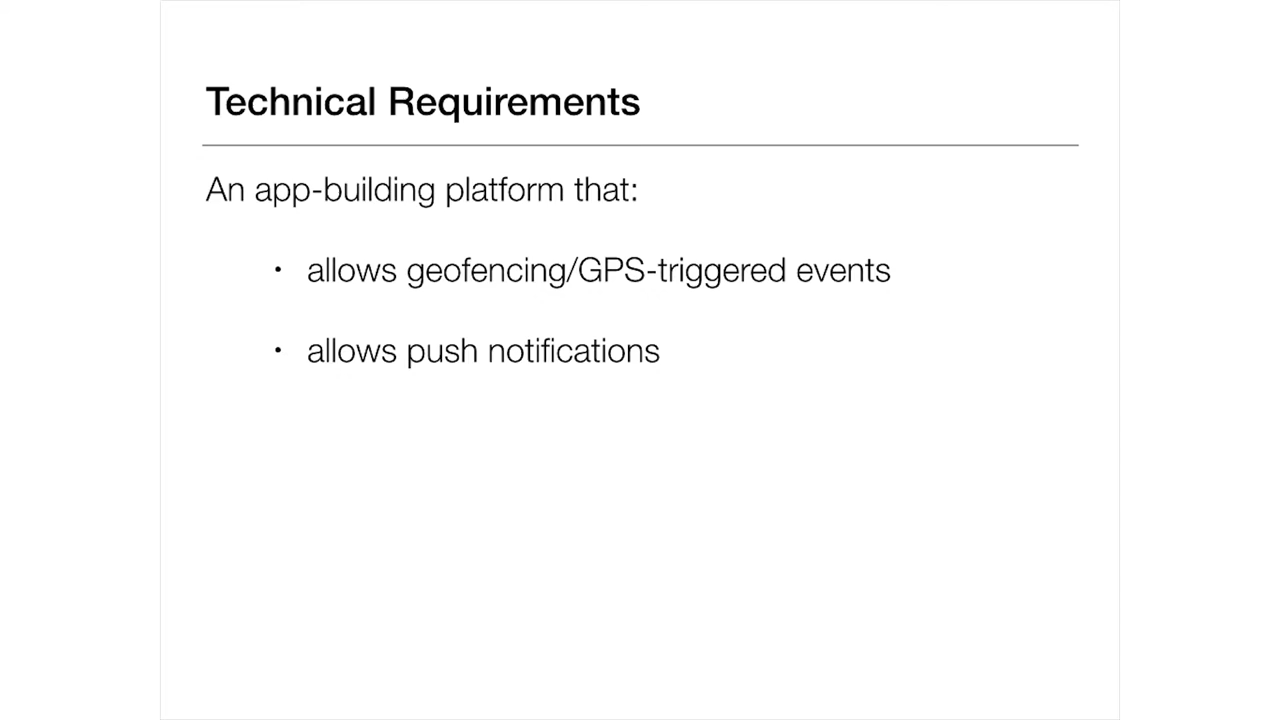 Technical Requirements
An app-building platform that:
• allows geofencing/GPS-triggered events
• allows push notifications